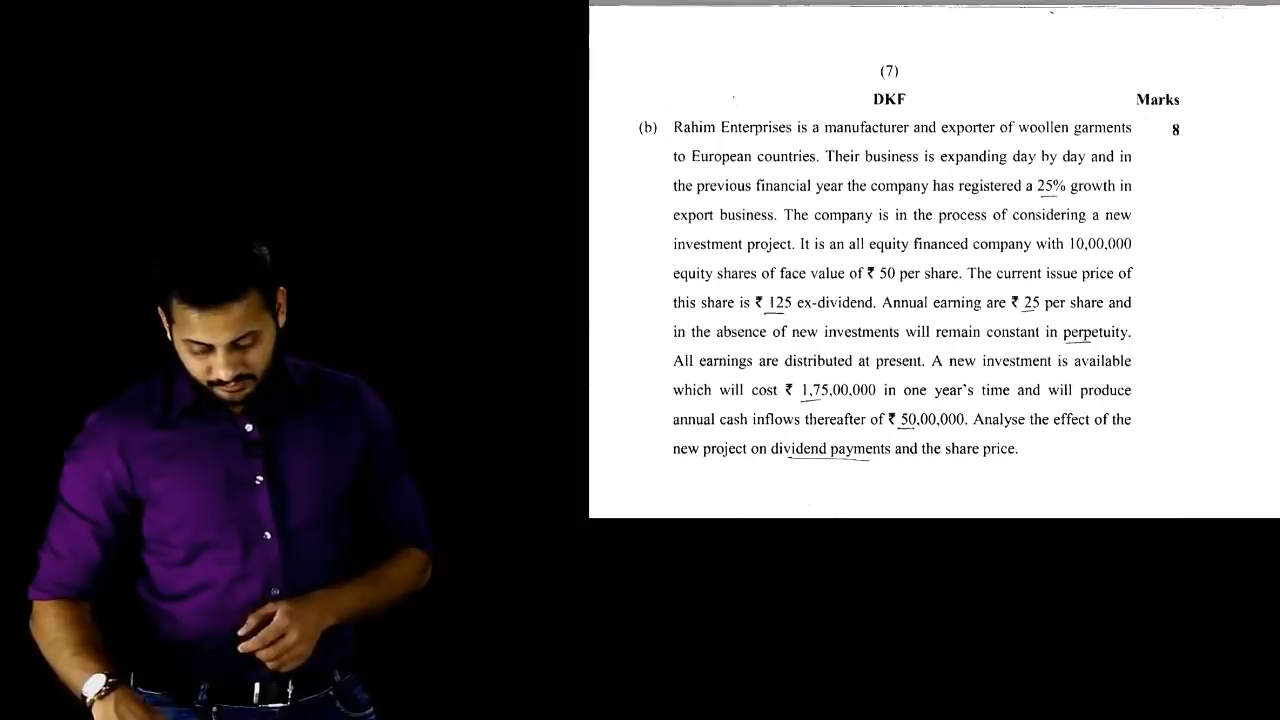 (7)
DKF Marks
(b) Rahim Enterprises is a manufacturer and exporter of woollen garments 8
to European countries. Their business is expanding day by day and in
the previous financial year the company has registered a 25% growth in
export business. The company is in the process of considering a new
investment project. It is an all equity financed company with 10,00,000
equity shares of face value of ₹ 50 per share. The current issue price of
this share is ₹ 125 ex-dividend. Annual earning are ₹ 25 per share and
in the absence of new investments will remain constant in perpetuity.
All earnings are distributed at present. A new investment is available
which will cost ₹ 1,75,00,000 in one year's time and will produce
annual cash inflows thereafter of ₹ 50,00,000. Analyse the effect of the
new project on dividend payments and the share price.